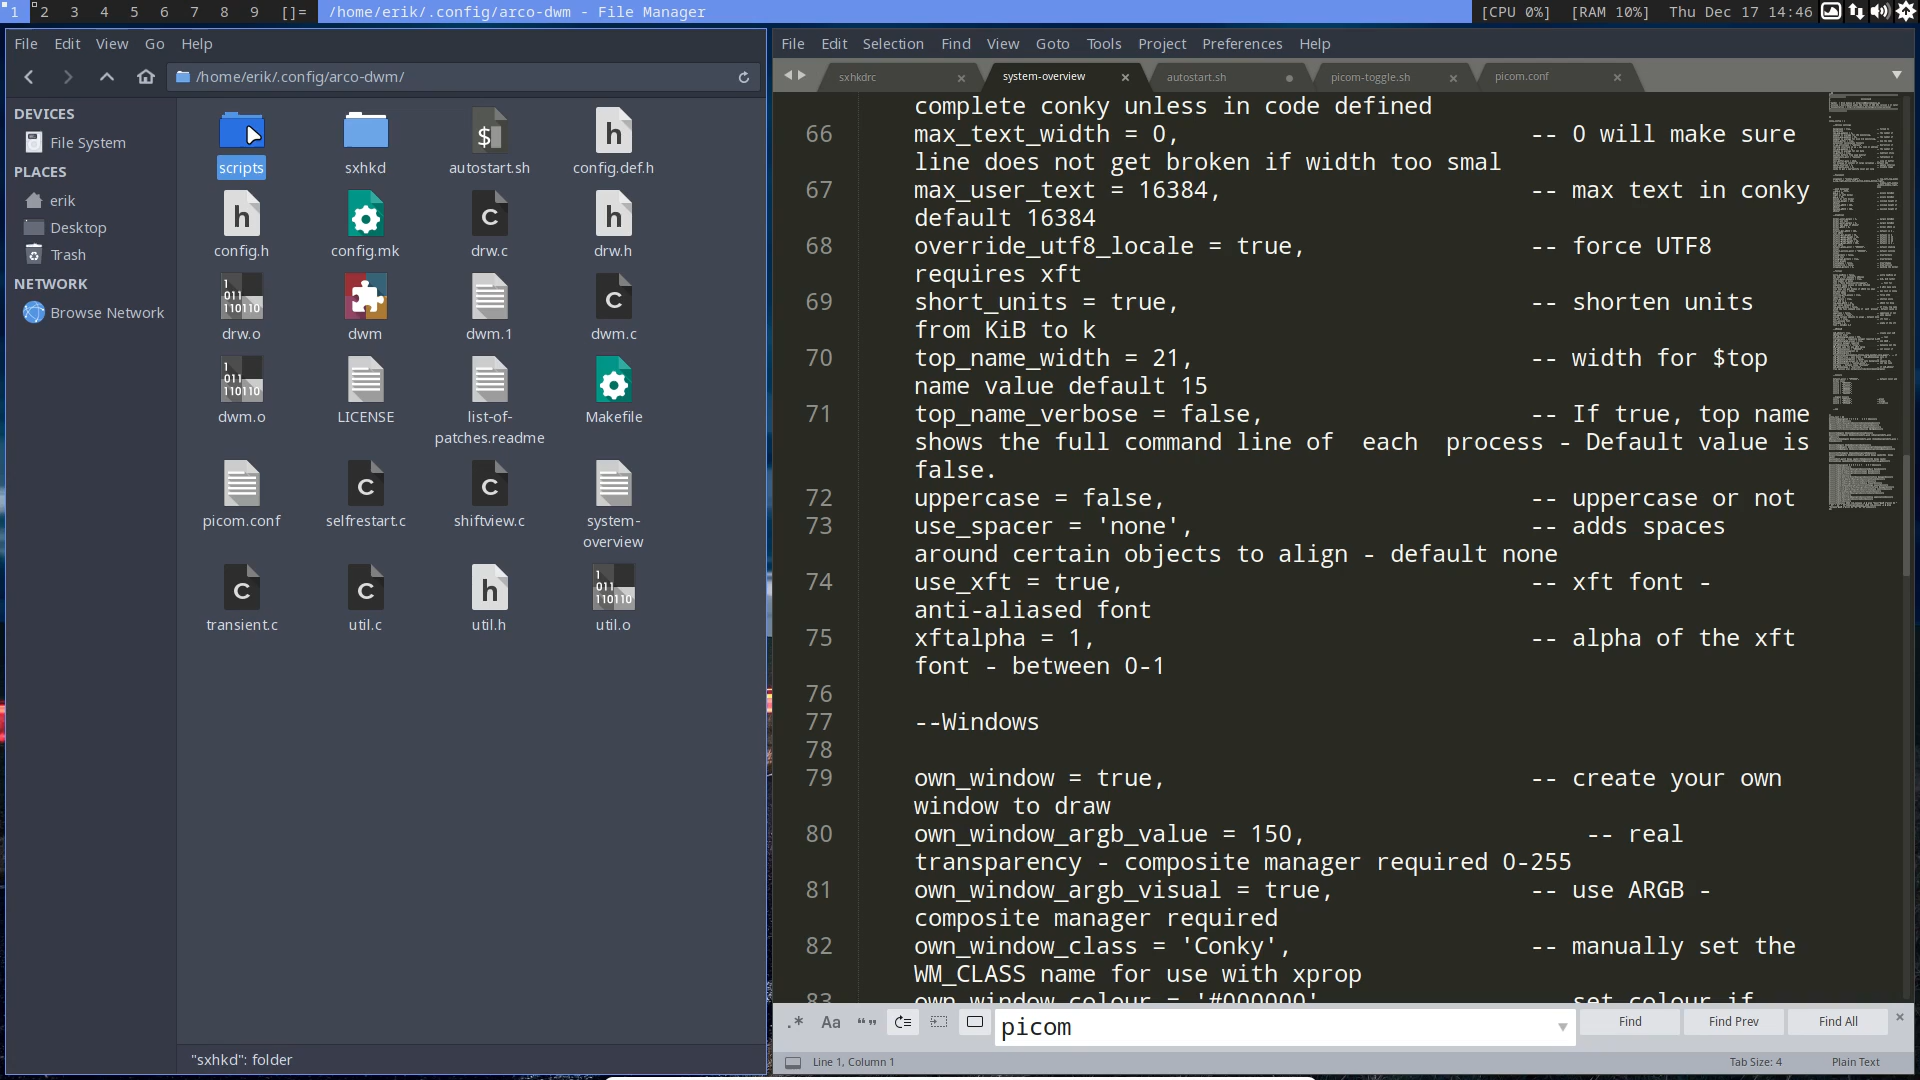 1 2 3 4 5 6 7 8 9 []= /home/erik/.config/arco-dwm - File Manager [CPU 0%] [RAM 10%] Thu Dec 17 14:46
File Edit View Go Help
/home/erik/.config/arco-dwm/
DEVICES
File System
PLACES
erik
Desktop
Trash
NETWORK
Browse Network
scripts sxhkd autostart.sh config.def.h
config.h config.mk drw.c drw.h
drw.o dwm dwm.1 dwm.c
dwm.o LICENSE list-of-patches.readme Makefile
picom.conf selfrestart.c shiftview.c system-overview
transient.c util.c util.h util.o
"sxhkd": folder
File Edit Selection Find View Goto Tools Project Preferences Help
sxhkdrc system-overview autostart.sh picom-toggle.sh picom.conf
complete conky unless in code defined
66 max_text_width = 0, -- 0 will make sure
line does not get broken if width too smal
67 max_user_text = 16384, -- max text in conky
default 16384
68 override_utf8_locale = true, -- force UTF8
requires xft
69 short_units = true, -- shorten units
from KiB to k
70 top_name_width = 21, -- width for $top
name value default 15
71 top_name_verbose = false, -- If true, top name
shows the full command line of  each  process - Default value is
false.
72 uppercase = false, -- uppercase or not
73 use_spacer = 'none', -- adds spaces
around certain objects to align - default none
74 use_xft = true, -- xft font -
anti-aliased font
75 xftalpha = 1, -- alpha of the xft
font - between 0-1
76
77 --Windows
78
79 own_window = true, -- create your own
window to draw
80 own_window_argb_value = 150, -- real
transparency - composite manager required 0-255
81 own_window_argb_visual = true, -- use ARGB -
composite manager required
82 own_window_class = 'Conky', -- manually set the
WM_CLASS name for use with xprop
83 own_window_colour = '#000000' set colour if
.* Aa “” picom Find Find Prev Find All
Line 1, Column 1 Tab Size: 4 Plain Text